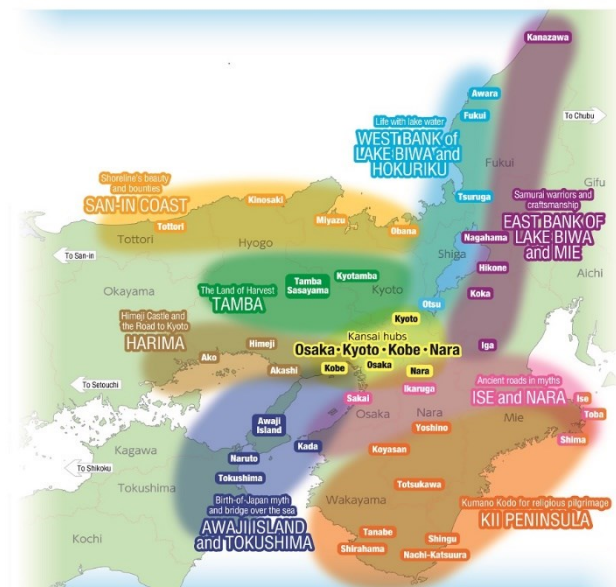 Kanazawa
Awara
Fukui
To Chubu
Life with lake water
WEST BANK of
LAKE BIWA and
HOKURIKU
Fukui
Gifu
Shoreline's beauty
and bounties
SAN-IN COAST
Kinosaki
Tsuruga
Samurai warriors and
craftsmanship
EAST BANK of
LAKE BIWA
and MIE
Tottori
Miyazu
Obana
Tottori
Hyogo
Nagahama
To San-in
Shiga
Hikone
Aichi
Okayama
The Land of Harvest
TAMBA
Tamba
Sasayama
Kyotamba
Kyoto
Koka
Otsu
Himeji Castle and
the Road to Kyoto
HARIMA
Kyoto
Kansai hubs
Osaka・Kyoto・Kobe・Nara
Himeji
Ako
Akashi
Kobe
Osaka
Nara
Iga
To Setouchi
Ikaruga
Sakai
Ancient roads in myths
ISE and NARA
Ise
Osaka
Nara
Mie
Toba
Awaji
Island
Yoshino
Shima
Kagawa
Kada
Koyasan
To Shikoku
Naruto
Tokushima
Tokushima
Totsukawa
Birth-of-Japan myth
and bridge over the sea
AWAJIISLAND
and TOKUSHIMA
Wakayama
Kumano Kodo for religious pilgrimage
KII PENINSULA
Kochi
Tanabe
Shingu
Shirahama
Nachi-Katsuura